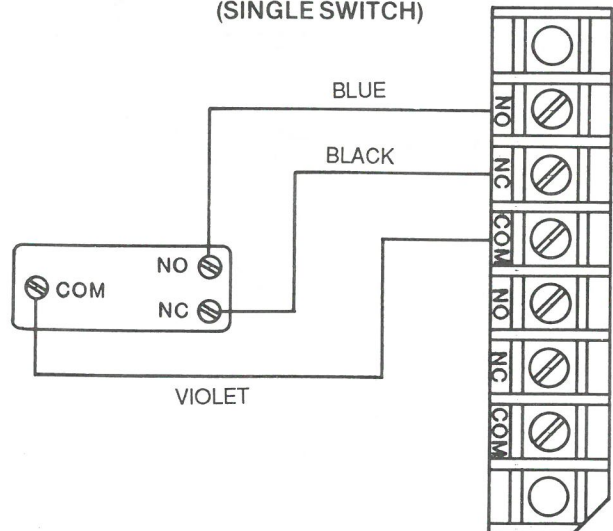 (SINGLE SWITCH)
BLUE
NO
BLACK
NC
COM
NO
COM
NC
NO
NC
COM
VIOLET